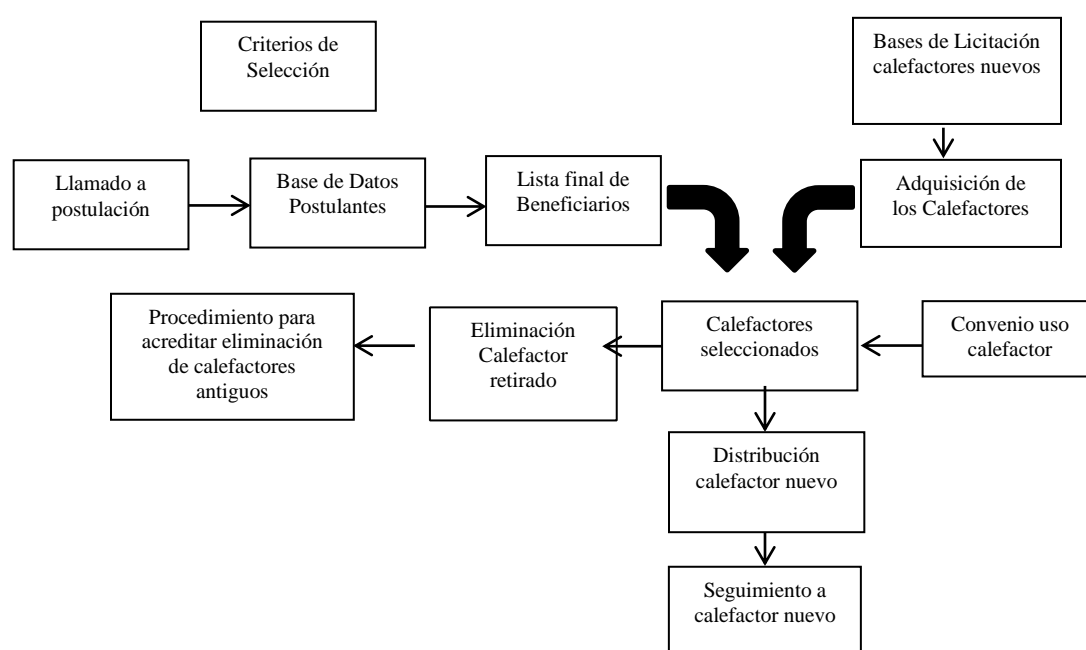 Criterios de
Selección
Bases de Licitación
calefactores nuevos
Llamado a
postulación
Base de Datos
Postulantes
Lista final de
Beneficiarios
Adquisición de
los Calefactores
Procedimiento para
acreditar eliminación
de calefactores
antiguos
Eliminación
Calefactor
retirado
Calefactores
seleccionados
Convenio uso
calefactor
Distribución
calefactor nuevo
Seguimiento a
calefactor nuevo